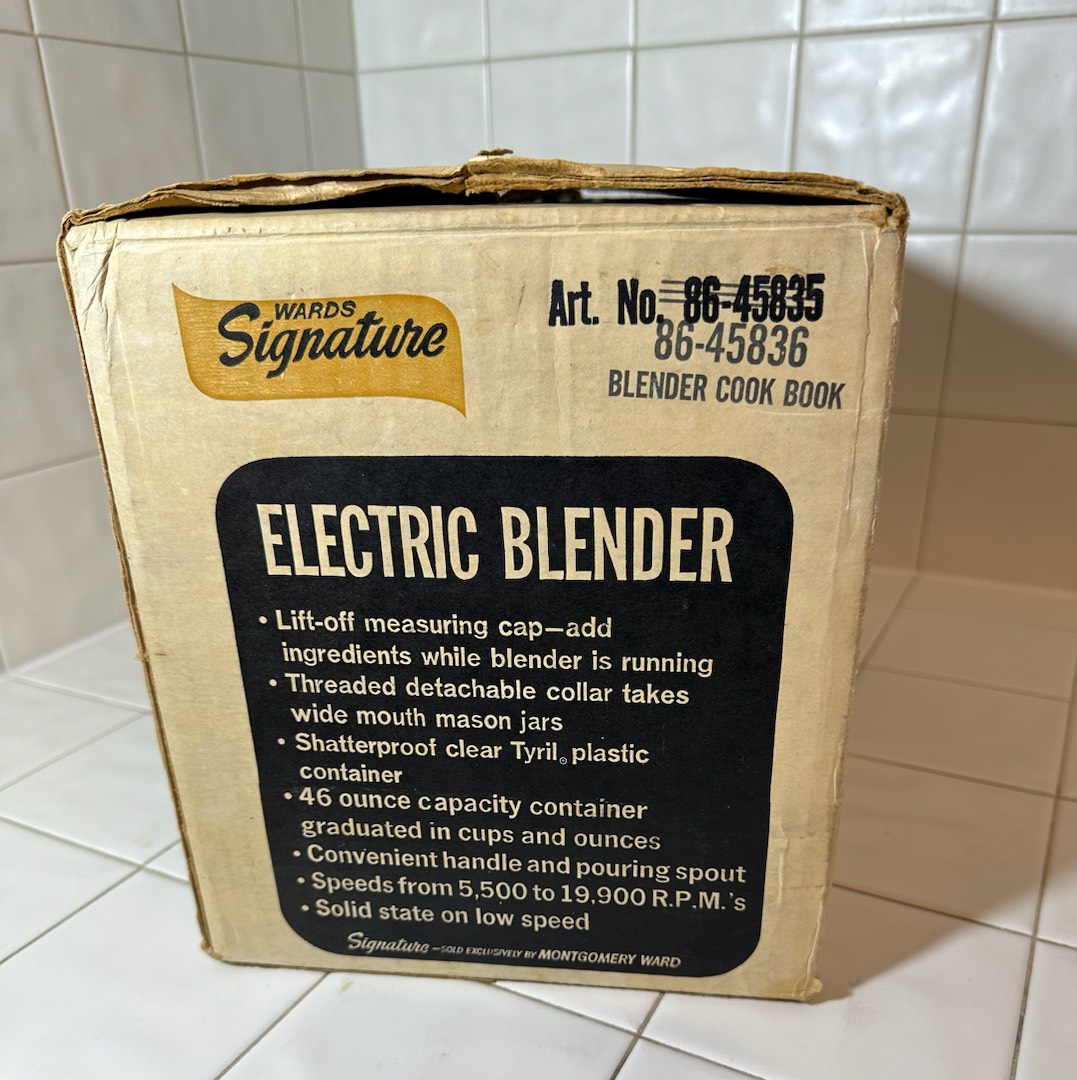 WARDS
Signature
Art. No. 86-45835
86-45836
BLENDER COOK BOOK
ELECTRIC BLENDER
• Lift-off measuring cap—add
ingredients while blender is running
• Threaded detachable collar takes
wide mouth mason jars
• Shatterproof clear Tyril® plastic
container
• 46 ounce capacity container
graduated in cups and ounces
• Convenient handle and pouring spout
• Speeds from 5,500 to 19,900 R.P.M.'s
• Solid state on low speed
Signature —SOLD EXCLUSIVELY BY MONTGOMERY WARD